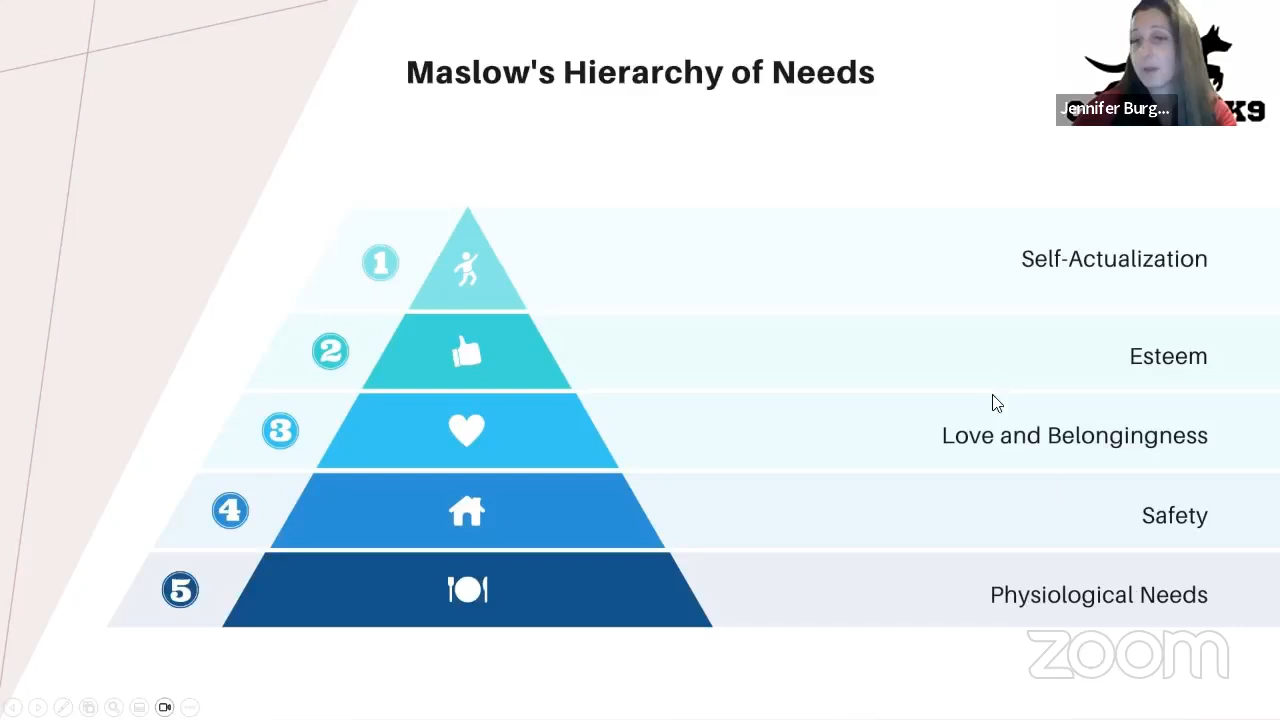 Maslow's Hierarchy of Needs
Jennifer Burg...
K9
1
Self-Actualization
2
Esteem
3
Love and Belongingness
4
Safety
5
Physiological Needs
zoom